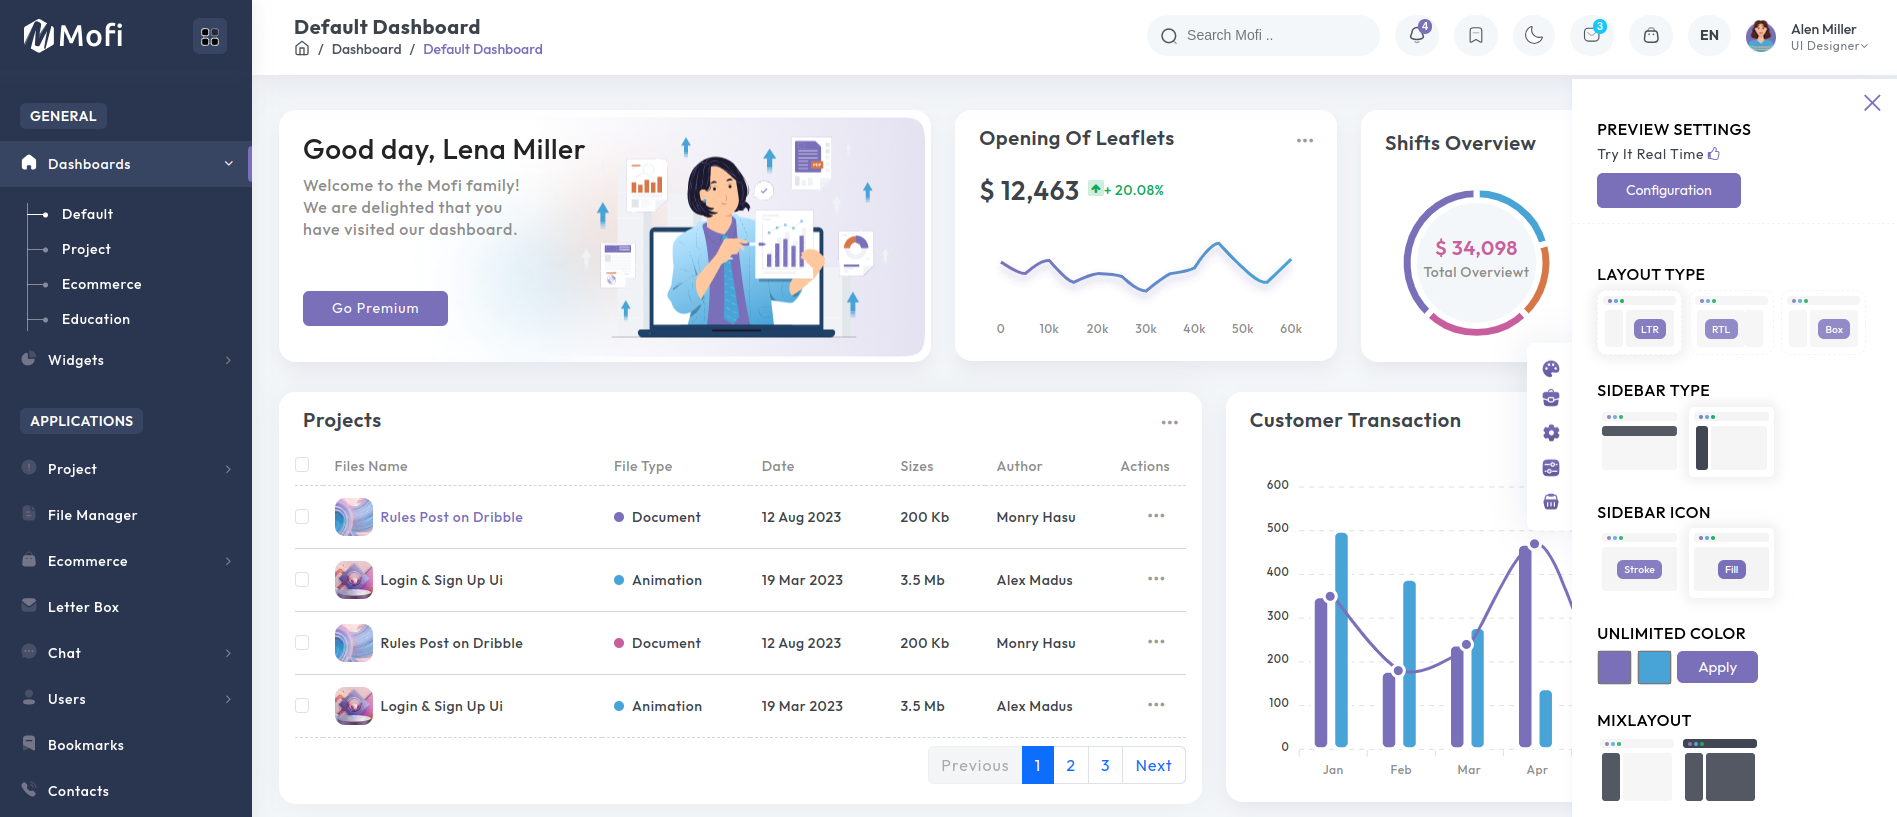 Mofi
Default Dashboard
/ Dashboard / Default Dashboard
Search Mofi ..
4
3
EN
Alen Miller
UI Designer
GENERAL
Dashboards
Default
Project
Ecommerce
Education
Widgets
APPLICATIONS
Project
File Manager
Ecommerce
Letter Box
Chat
Users
Bookmarks
Contacts
Good day, Lena Miller
Welcome to the Mofi family!
We are delighted that you
have visited our dashboard.
Go Premium
Opening Of Leaflets
$ 12,463
+ 20.08%
0 10k 20k 30k 40k 50k 60k
Shifts Overview
$ 34,098
Total Overviewt
Projects
Files Name File Type Date Sizes Author Actions
Rules Post on Dribble Document 12 Aug 2023 200 Kb Monry Hasu
Login & Sign Up Ui Animation 19 Mar 2023 3.5 Mb Alex Madus
Rules Post on Dribble Document 12 Aug 2023 200 Kb Monry Hasu
Login & Sign Up Ui Animation 19 Mar 2023 3.5 Mb Alex Madus
Previous 1 2 3 Next
Customer Transaction
600
500
400
300
200
100
0
Jan Feb Mar Apr
PREVIEW SETTINGS
Try It Real Time
Configuration
LAYOUT TYPE
LTR RTL Box
SIDEBAR TYPE
SIDEBAR ICON
Stroke Fill
UNLIMITED COLOR
Apply
MIXLAYOUT